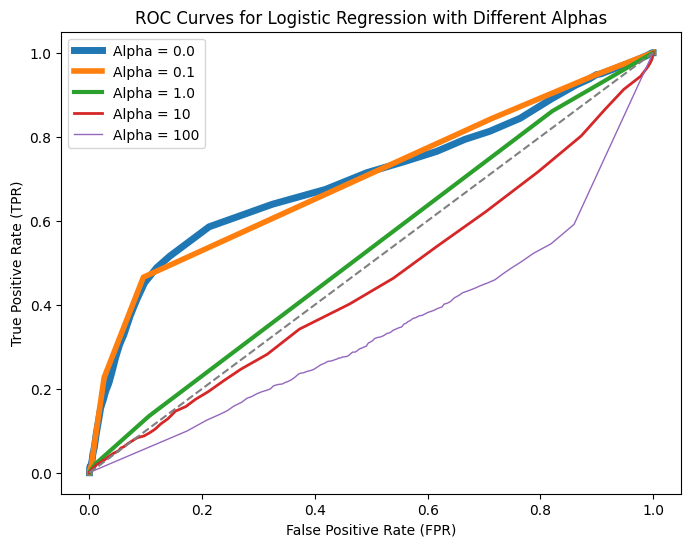 ROC Curves for Logistic Regression with Different Alphas
Alpha = 0.0
Alpha = 0.1
Alpha = 1.0
Alpha = 10
Alpha = 100
True Positive Rate (TPR)
1.0
0.8
0.6
0.4
0.2
0.0
0.0 0.2 0.4 0.6 0.8 1.0
False Positive Rate (FPR)